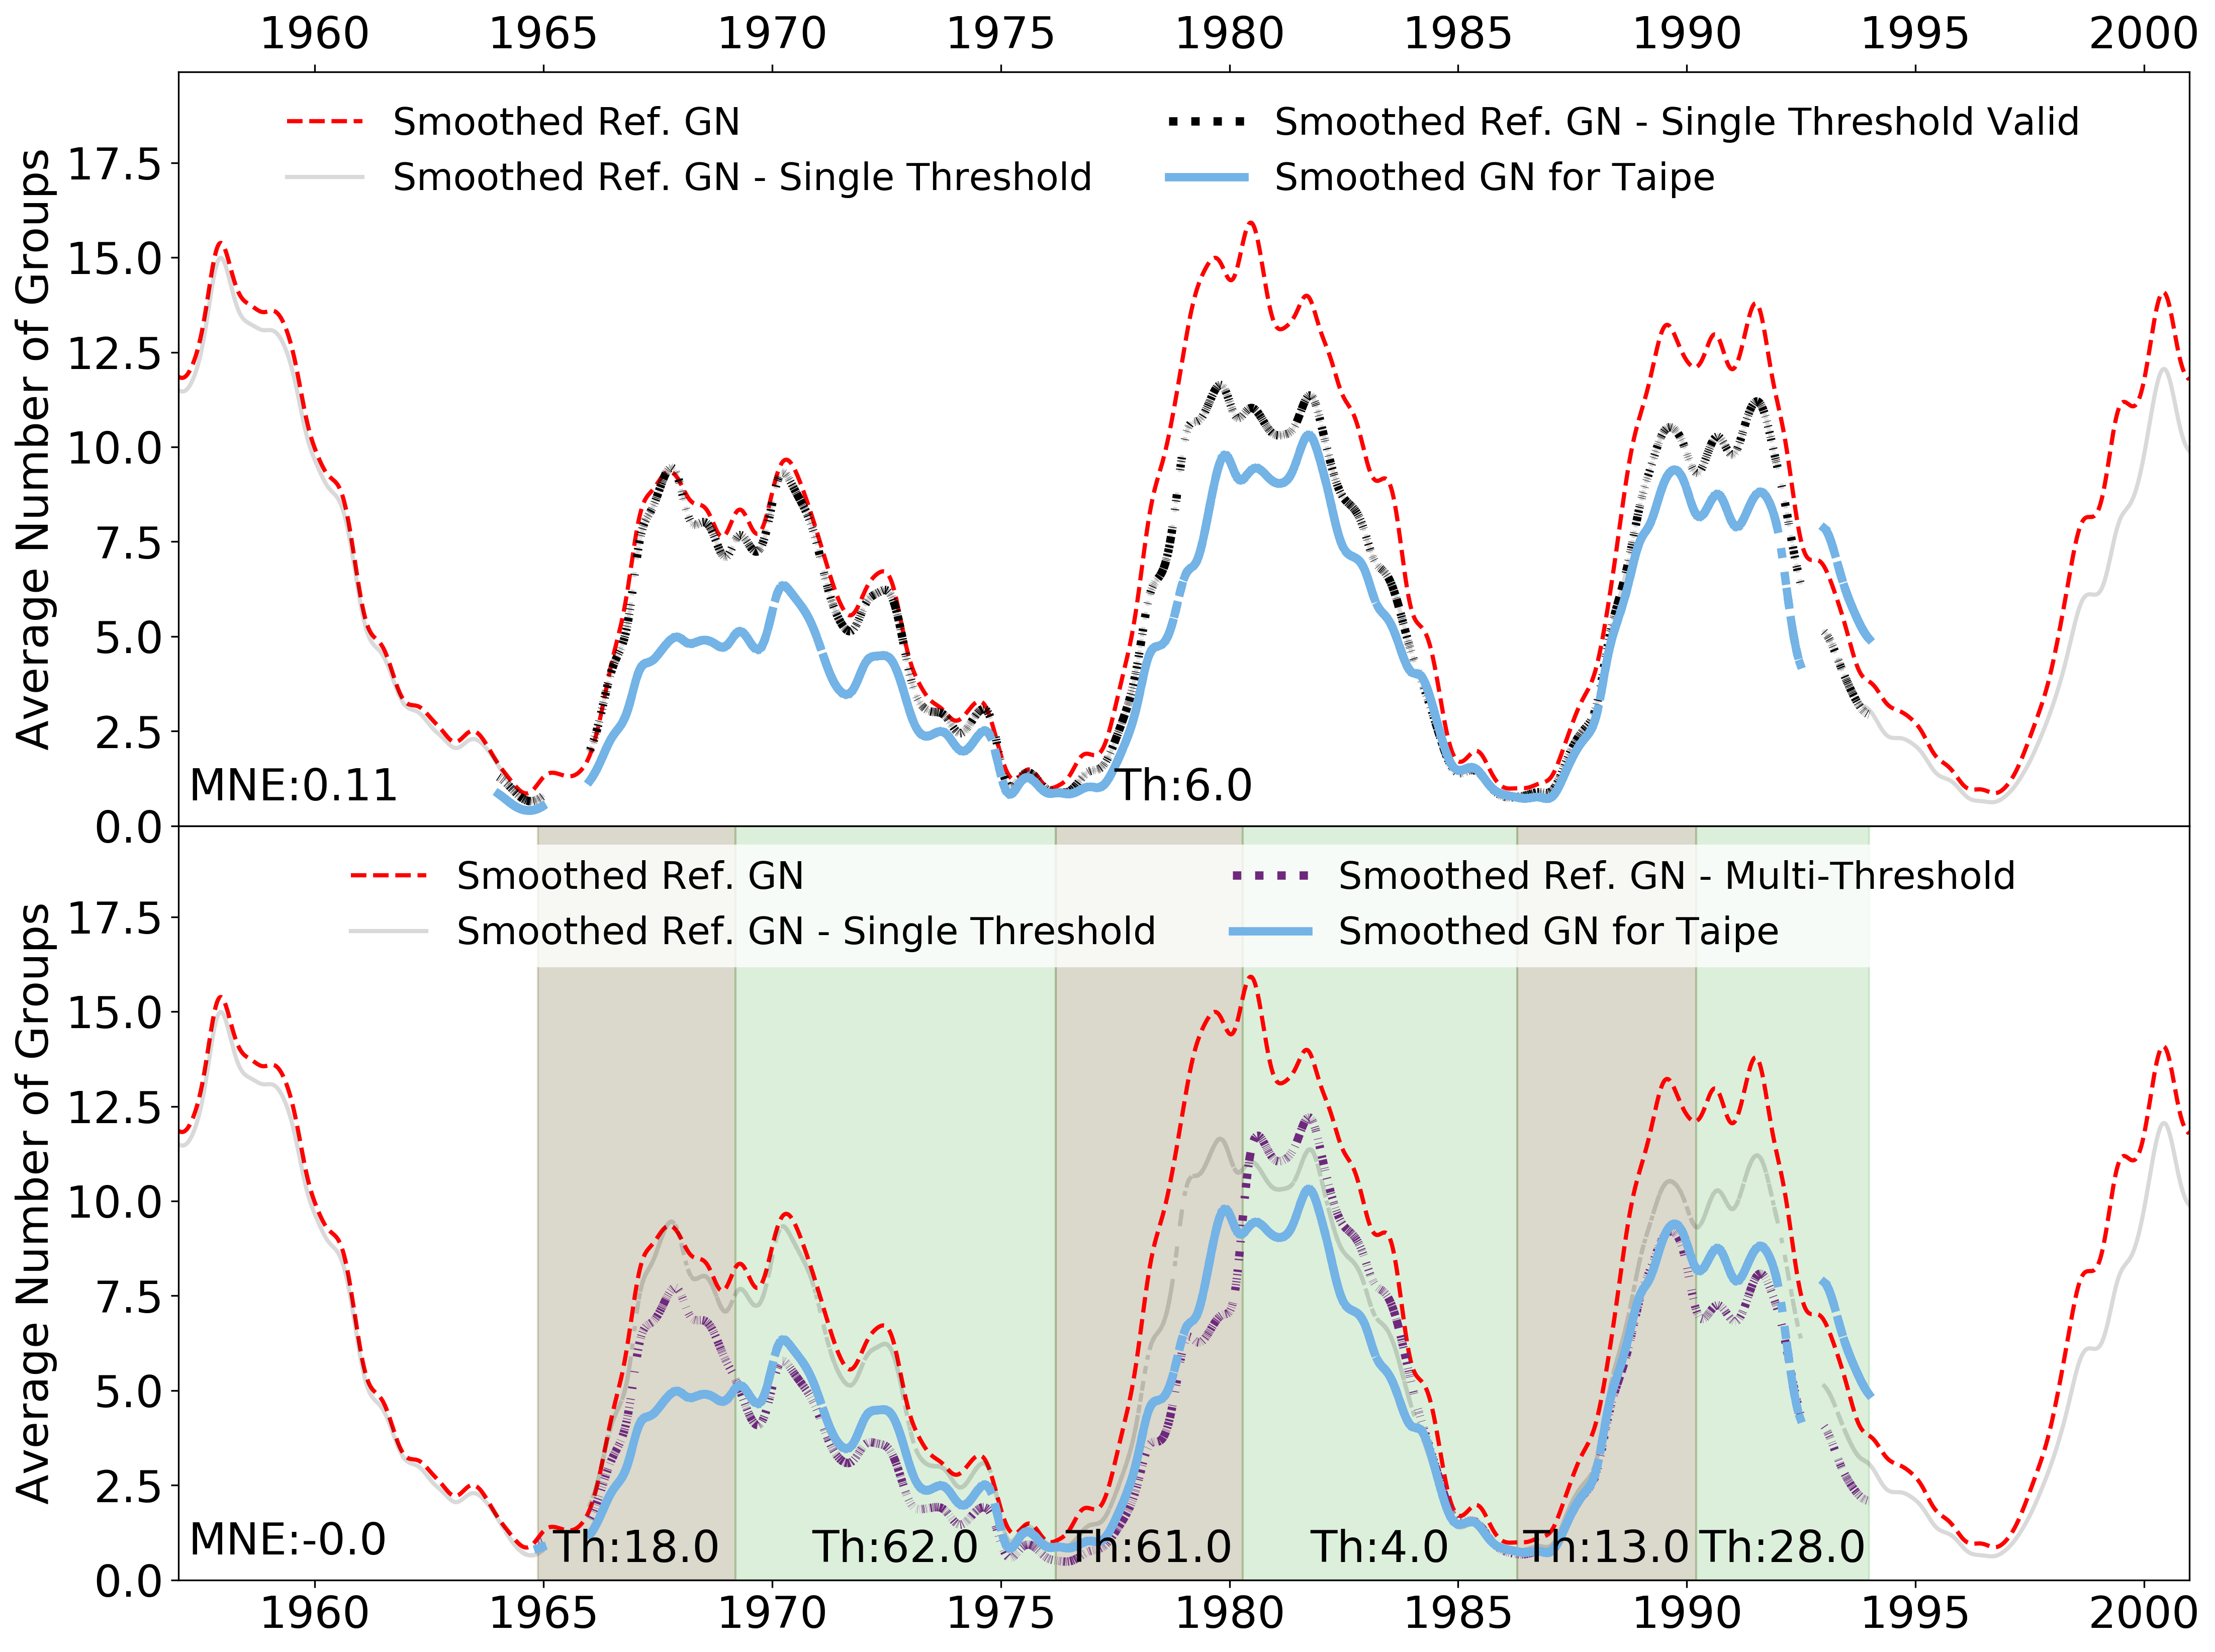 1960 1965 1970 1975 1980 1985 1990 1995 2000
Smoothed Ref. GN
Smoothed Ref. GN - Single Threshold
Smoothed Ref. GN - Single Threshold Valid
Smoothed GN for Taipe
Average Number of Groups
17.5
15.0
12.5
10.0
7.5
5.0
2.5
0.0
MNE:0.11
Th:6.0
Smoothed Ref. GN
Smoothed Ref. GN - Single Threshold
Smoothed Ref. GN - Multi-Threshold
Smoothed GN for Taipe
Average Number of Groups
17.5
15.0
12.5
10.0
7.5
5.0
2.5
0.0
MNE:-0.0
Th:18.0
Th:62.0
Th:61.0
Th:4.0
Th:13.0
Th:28.0
1960 1965 1970 1975 1980 1985 1990 1995 2000